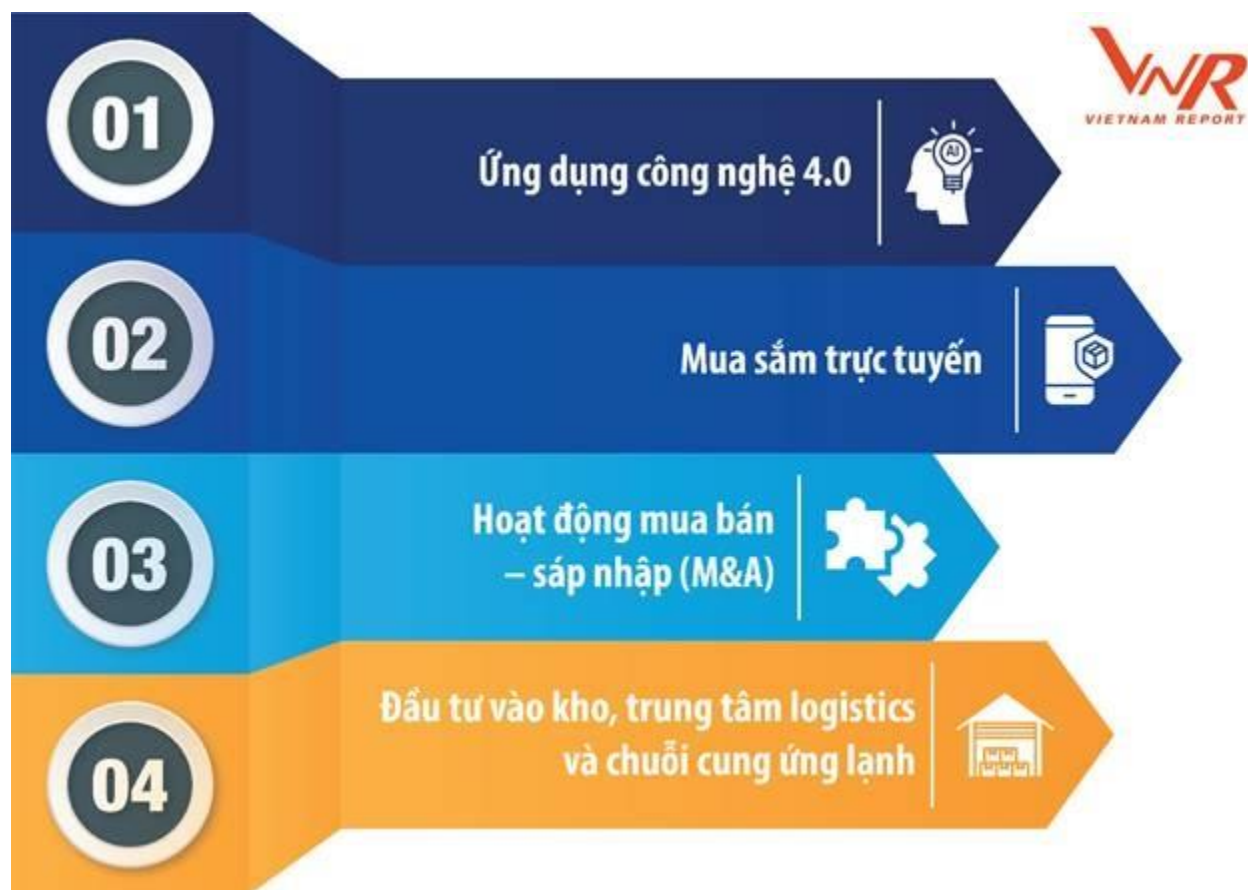 01
Ứng dụng công nghệ 4.0
AI
VNR
VIETNAM REPORT
02
Mua sắm trực tuyến
03
Hoạt động mua bán
– sáp nhập (M&A)
04
Đầu tư vào kho, trung tâm logistics
và chuỗi cung ứng lạnh